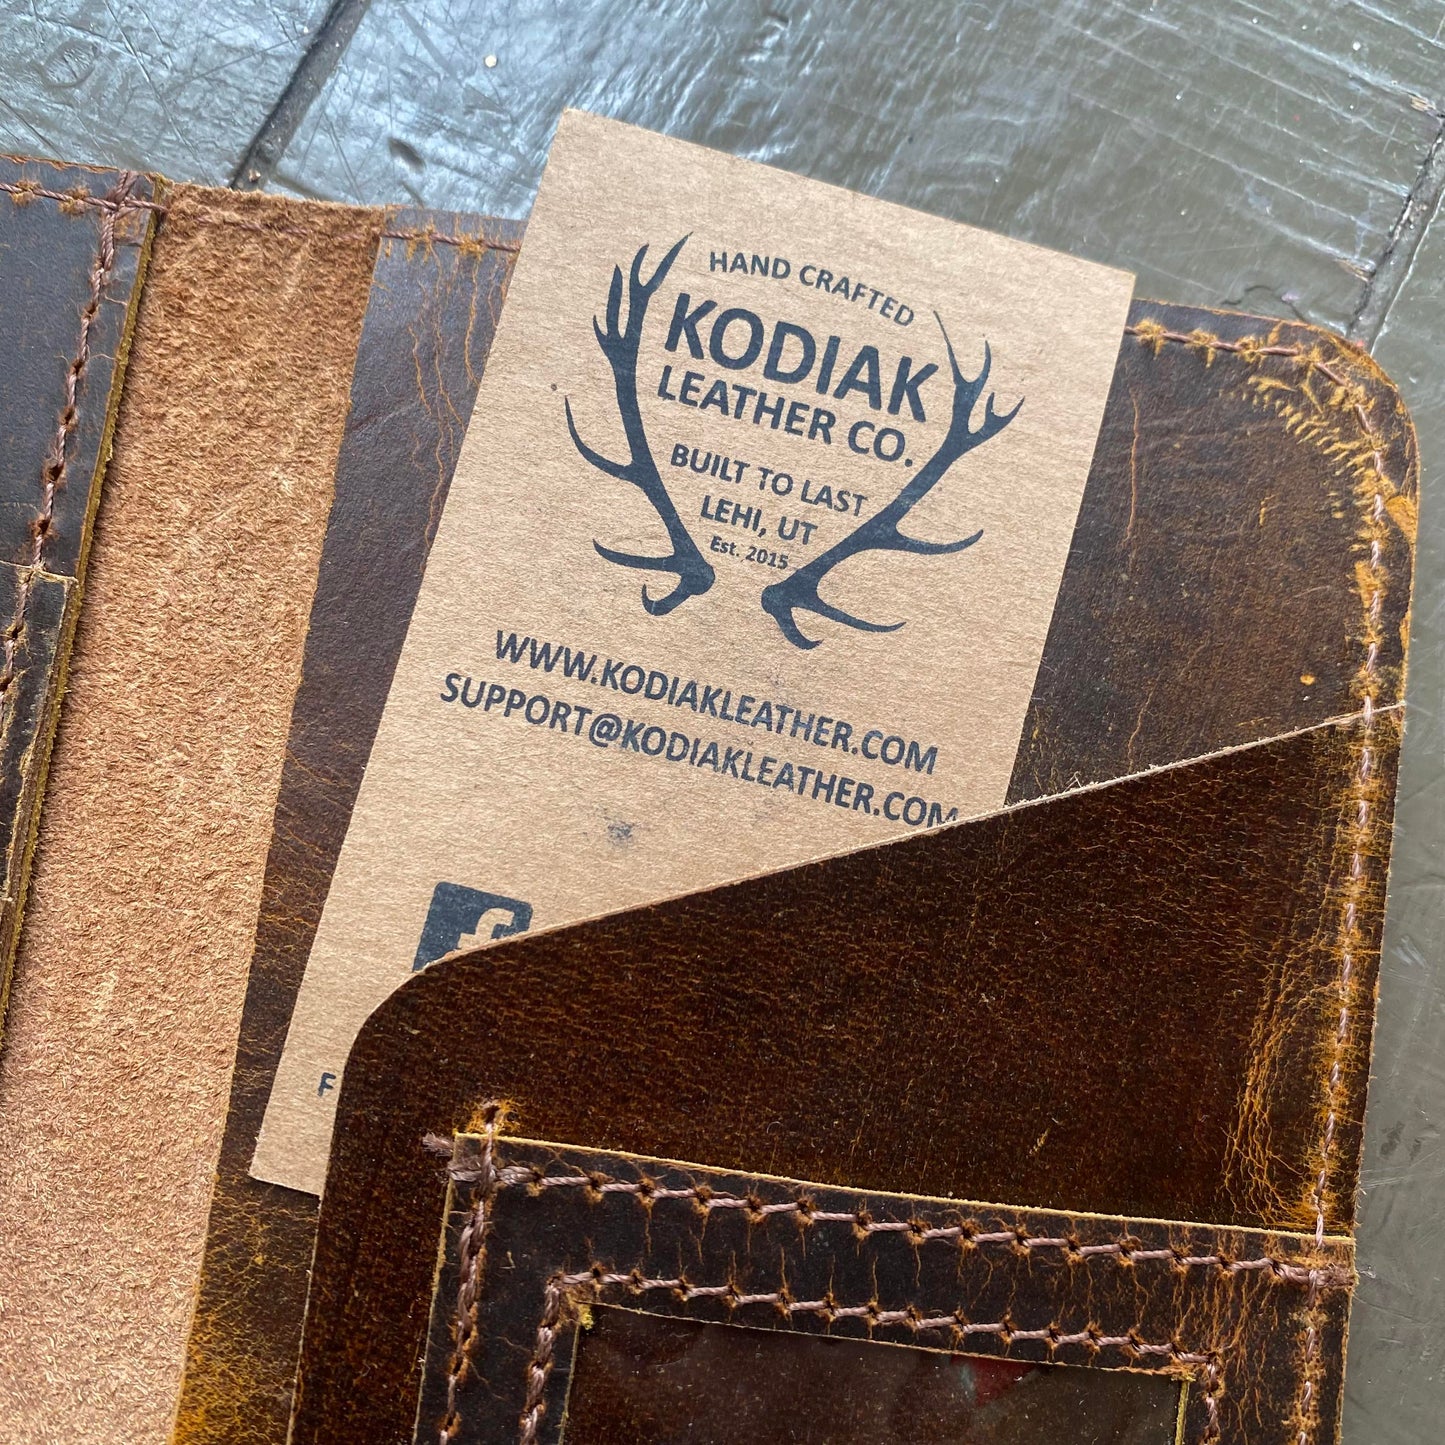 HAND CRAFTED
KODIAK
LEATHER CO.
BUILT TO LAST
LEHI, UT
Est. 2015
WWW.KODIAKLEATHER.COM
SUPPORT@KODIAKLEATHER.COM
f
F